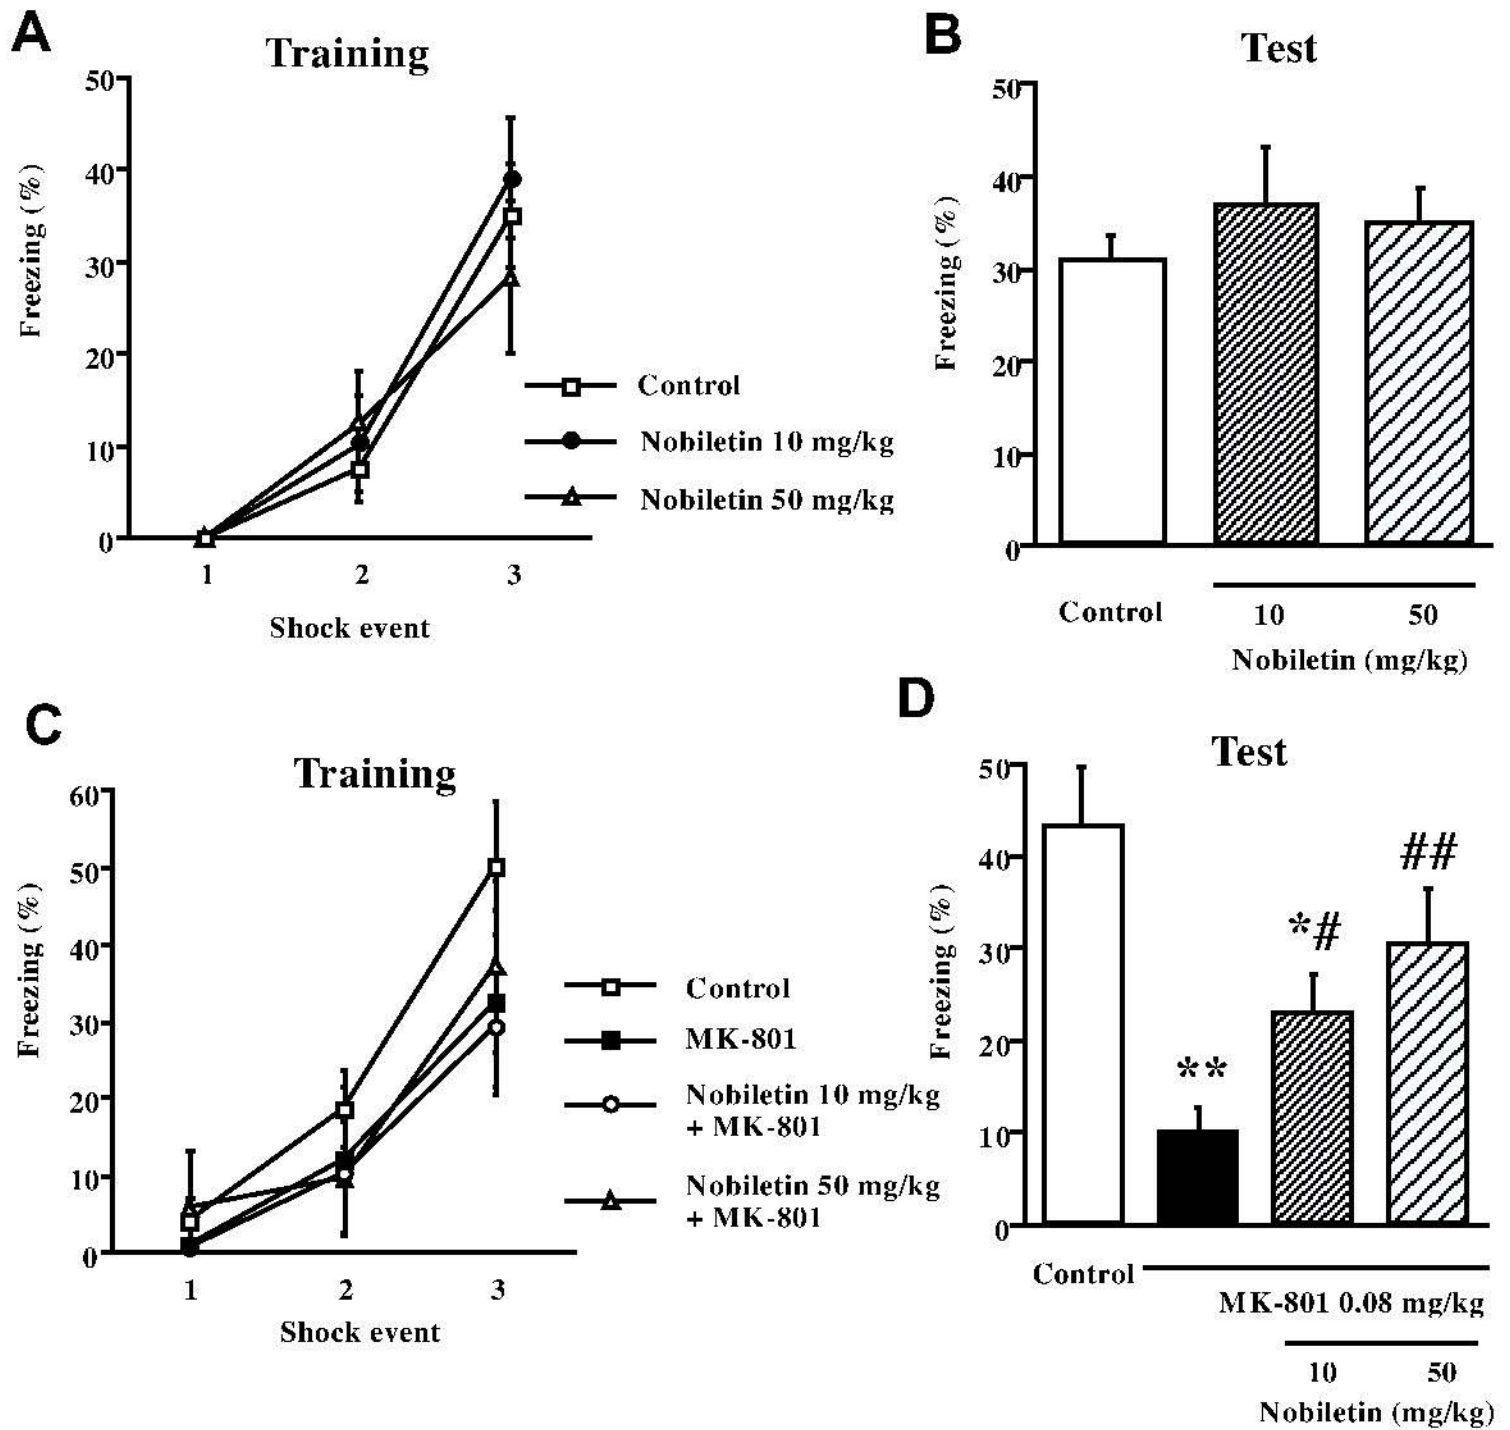 A
Training
50
40
30
20
10
0
Freezing (%)
1 2 3
Shock event
Control
Nobiletin 10 mg/kg
Nobiletin 50 mg/kg
B
Test
50
40
30
20
10
0
Freezing (%)
Control 10 50
Nobiletin (mg/kg)
C
Training
60
50
40
30
20
10
0
Freezing (%)
1 2 3
Shock event
Control
MK-801
Nobiletin 10 mg/kg
+ MK-801
Nobiletin 50 mg/kg
+ MK-801
D
Test
50
40
30
20
10
0
Freezing (%)
**
*#
##
Control
MK-801 0.08 mg/kg
10 50
Nobiletin (mg/kg)